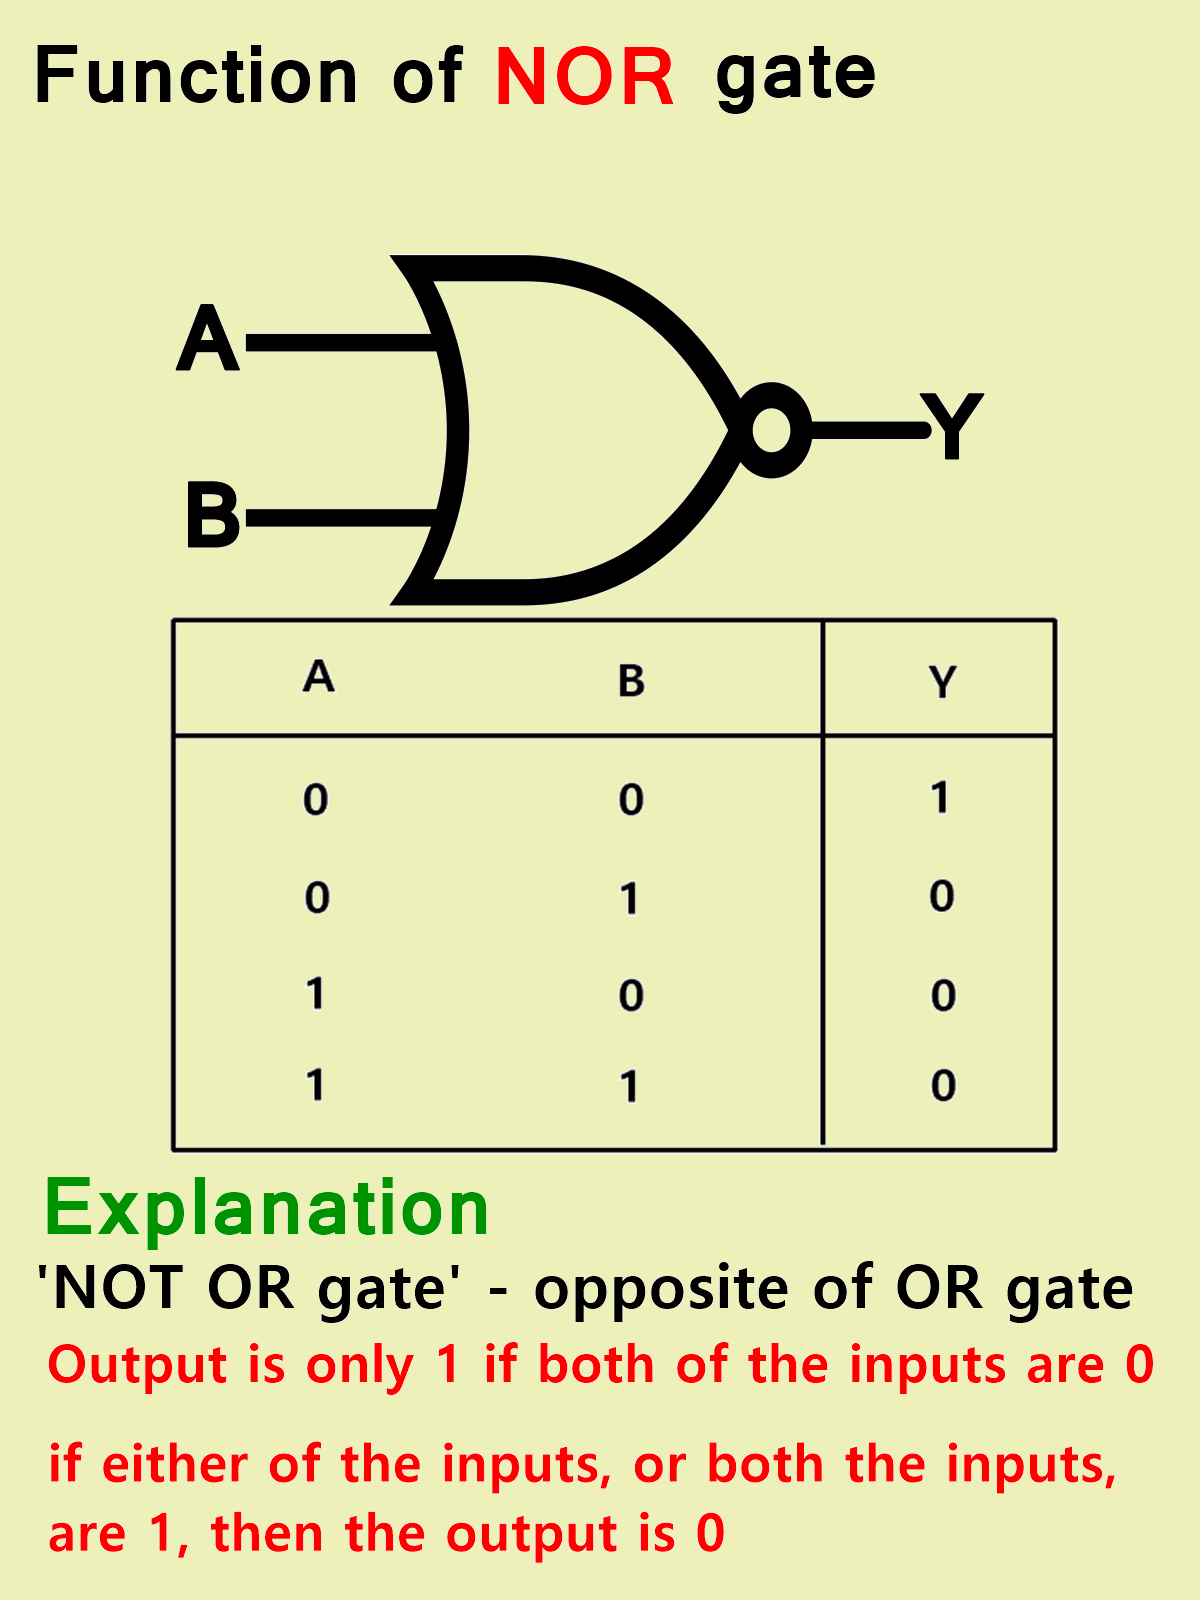 Function of NOR gate
A
Y
B
A B Y
0 0 1
0 1 0
1 0 0
1 1 0
Explanation
'NOT OR gate' - opposite of OR gate
Output is only 1 if both of the inputs are 0
if either of the inputs, or both the inputs,
are 1, then the output is 0